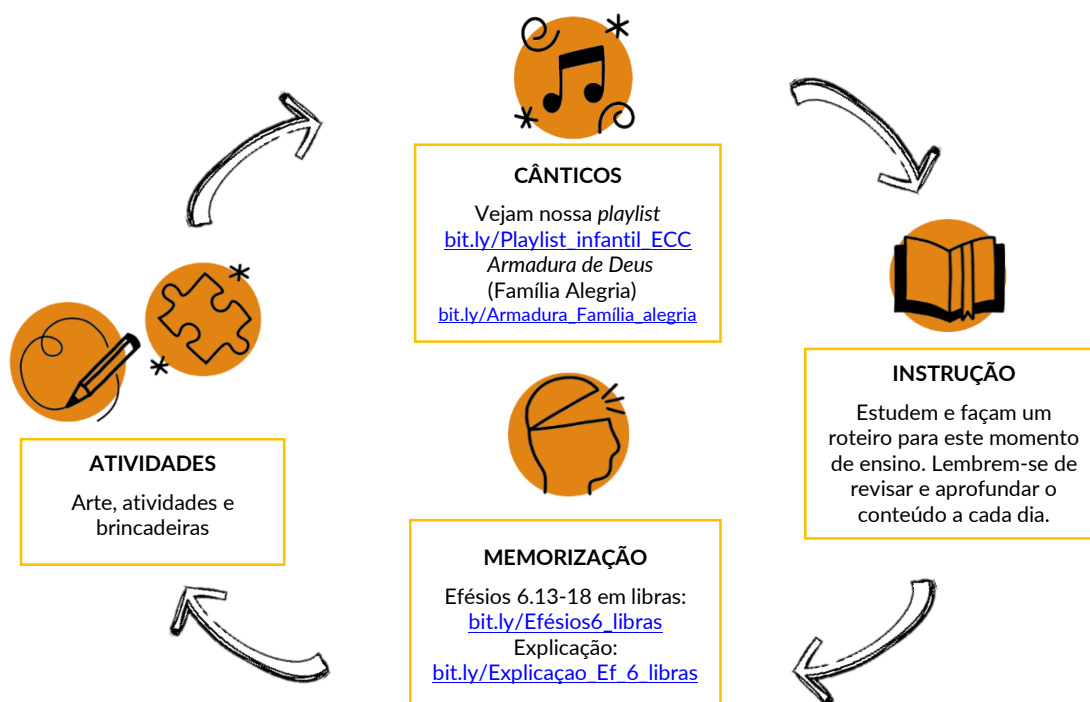 CÂNTICOS
Vejam nossa playlist
bit.ly/Playlist_infantil_ECC
Armadura de Deus
(Família Alegria)
bit.ly/Armadura_Família_alegria
INSTRUÇÃO
Estudem e façam um
roteiro para este momento
de ensino. Lembrem-se de
revisar e aprofundar o
conteúdo a cada dia.
MEMORIZAÇÃO
Efésios 6.13-18 em libras:
bit.ly/Efésios6_libras
Explicação:
bit.ly/Explicaçao_Ef_6_libras
ATIVIDADES
Arte, atividades e
brincadeiras